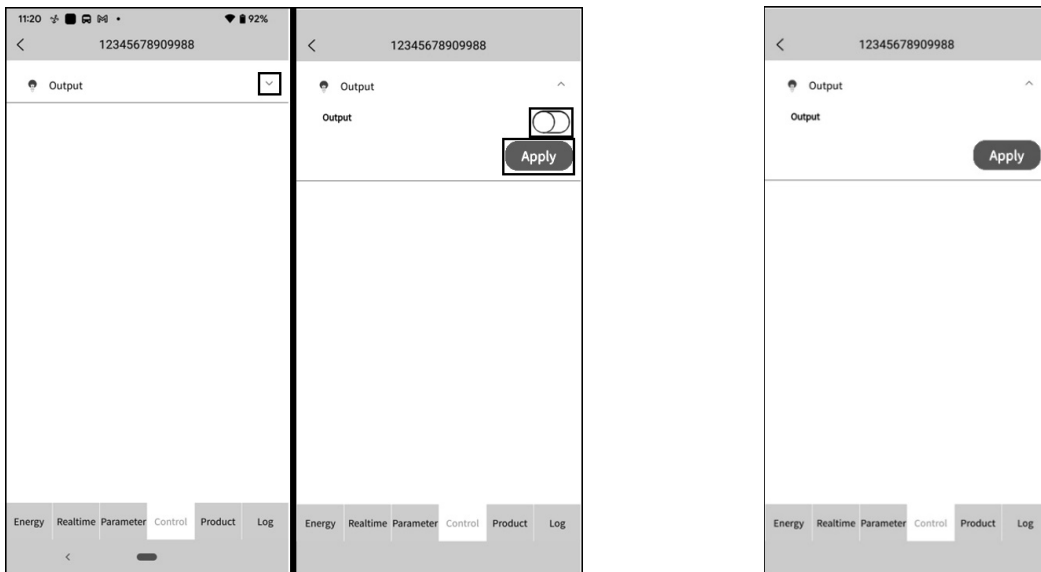 11:20 92%
12345678909988
Output
Energy Realtime Parameter Control Product Log
12345678909988
Output
Output
Apply
Energy Realtime Parameter Control Product Log
12345678909988
Output
Output
Apply
Energy Realtime Parameter Control Product Log